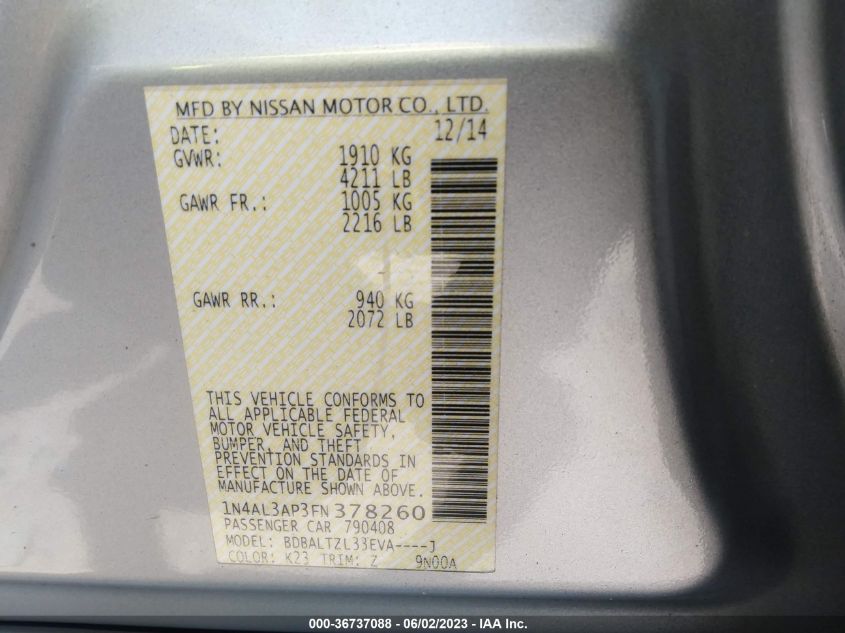 MFD BY NISSAN MOTOR CO., LTD.
DATE: 12/14
GVWR: 1910 KG
4211 LB
GAWR FR.: 1005 KG
2216 LB
GAWR RR.: 940 KG
2072 LB
THIS VEHICLE CONFORMS TO
ALL APPLICABLE FEDERAL
MOTOR VEHICLE SAFETY,
BUMPER, AND THEFT
PREVENTION STANDARDS IN
EFFECT ON THE DATE OF
MANUFACTURE SHOWN ABOVE.
1N4AL3AP3FN378260
PASSENGER CAR 790408
MODEL: BDBALTZL33EVA----J
COLOR: K23 TRIM: Z 9N00A
000-36737088 - 06/02/2023 - IAA Inc.